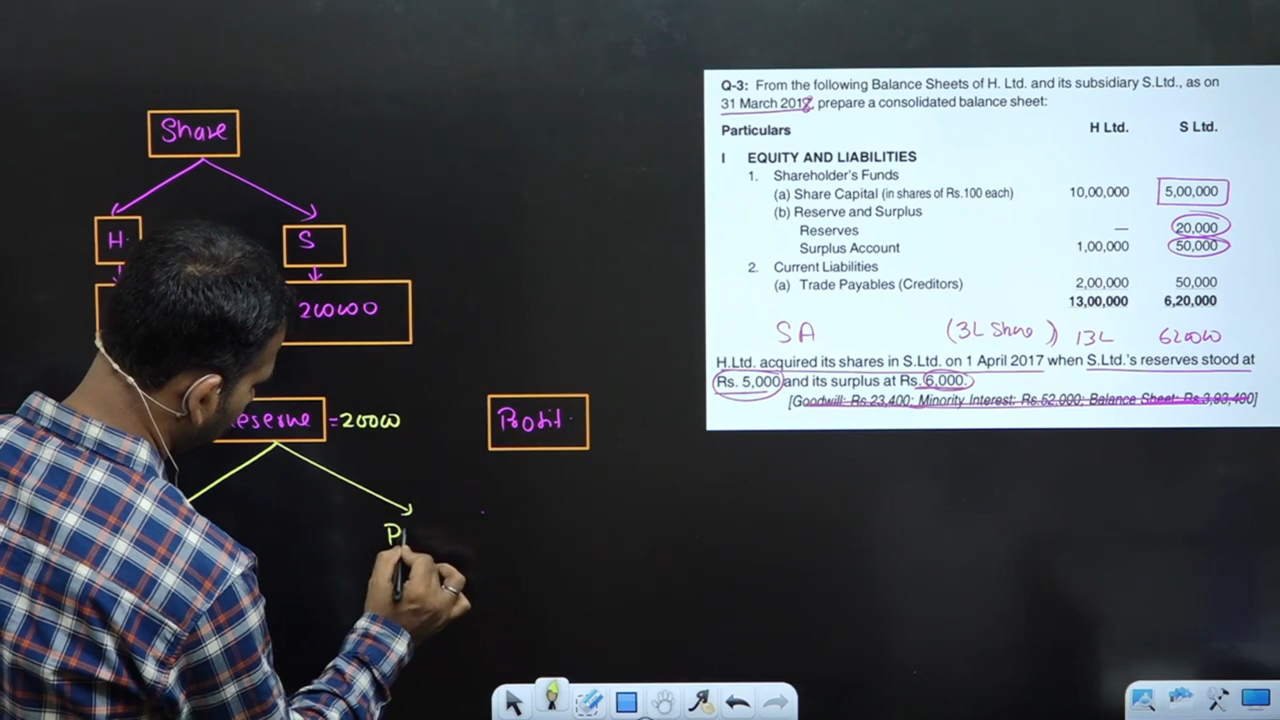 Share
H.
S
200000
eserve = 20000
Profit
P
Q-3: From the following Balance Sheets of H. Ltd. and its subsidiary S.Ltd., as on
31 March 2018, prepare a consolidated balance sheet:
Particulars H Ltd. S Ltd.
I EQUITY AND LIABILITIES
1. Shareholder's Funds
(a) Share Capital (in shares of Rs.100 each) 10,00,000 5,00,000
(b) Reserve and Surplus
Reserves — 20,000
Surplus Account 1,00,000 50,000
2. Current Liabilities
(a) Trade Payables (Creditors) 2,00,000 50,000
13,00,000 6,20,000
SA (3L Share) 13L 620000
H.Ltd. acquired its shares in S.Ltd. on 1 April 2017 when S.Ltd.'s reserves stood at
Rs. 5,000 and its surplus at Rs. 6,000.
[Goodwill: Rs.23,400; Minority Interest: Rs.52,000; Balance Sheet: Rs.3,93,400]